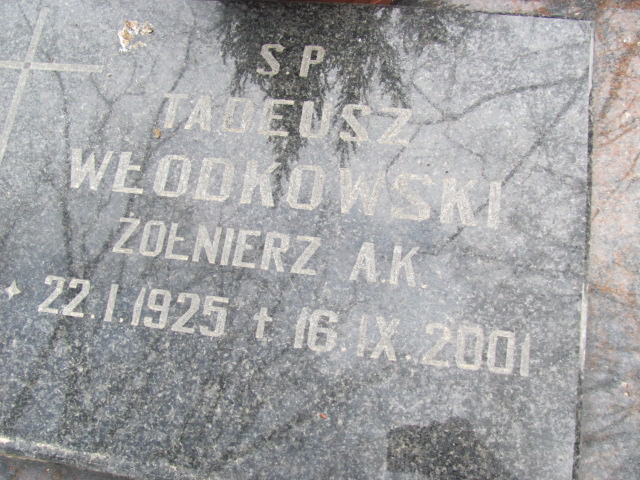 Ś.P
TADEUSZ
WŁODKOWSKI
ŻOŁNIERZ A.K.
22.I.1925 † 16.IX.2001